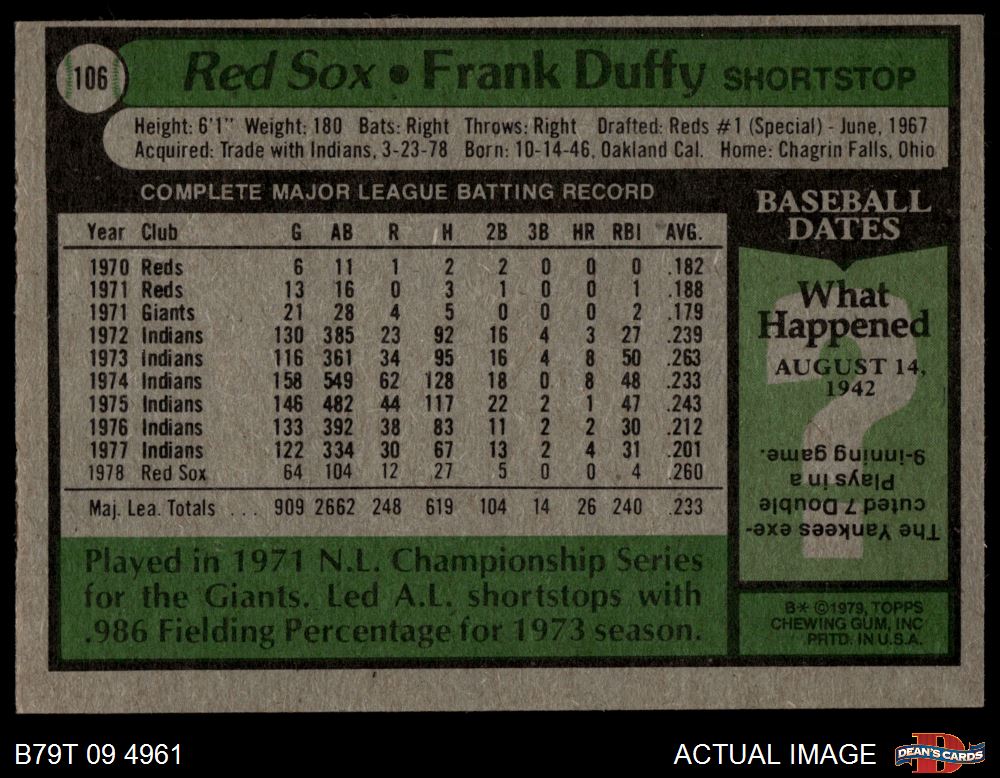 106
Red Sox • Frank Duffy SHORTSTOP
Height: 6'1" Weight: 180 Bats: Right Throws: Right Drafted: Reds #1 (Special) - June, 1967
Acquired: Trade with Indians, 3-23-78 Born: 10-14-46, Oakland Cal. Home: Chagrin Falls, Ohio
COMPLETE MAJOR LEAGUE BATTING RECORD
Year Club G AB R H 2B 3B HR RBI AVG.
1970 Reds 6 11 1 2 2 0 0 0 .182
1971 Reds 13 16 0 3 1 0 0 1 .188
1971 Giants 21 28 4 5 0 0 0 2 .179
1972 Indians 130 385 23 92 16 4 3 27 .239
1973 Indians 116 361 34 95 16 4 8 50 .263
1974 Indians 158 549 62 128 18 0 8 48 .233
1975 Indians 146 482 44 117 22 2 1 47 .243
1976 Indians 133 392 38 83 11 2 2 30 .212
1977 Indians 122 334 30 67 13 2 4 31 .201
1978 Red Sox 64 104 12 27 5 0 0 4 .260
Maj. Lea. Totals . . . 909 2662 248 619 104 14 26 240 .233
Played in 1971 N.L. Championship Series
for the Giants. Led A.L. shortstops with
.986 Fielding Percentage for 1973 season.
BASEBALL
DATES
What
Happened
AUGUST 14,
1942
?
The Yankees exe-
cuted 7 Double
Plays in a
9-inning game.
B* ©1979, TOPPS
CHEWING GUM, INC
PRTD. IN U.S.A.
B79T 09 4961
ACTUAL IMAGE
DEAN'S CARDS